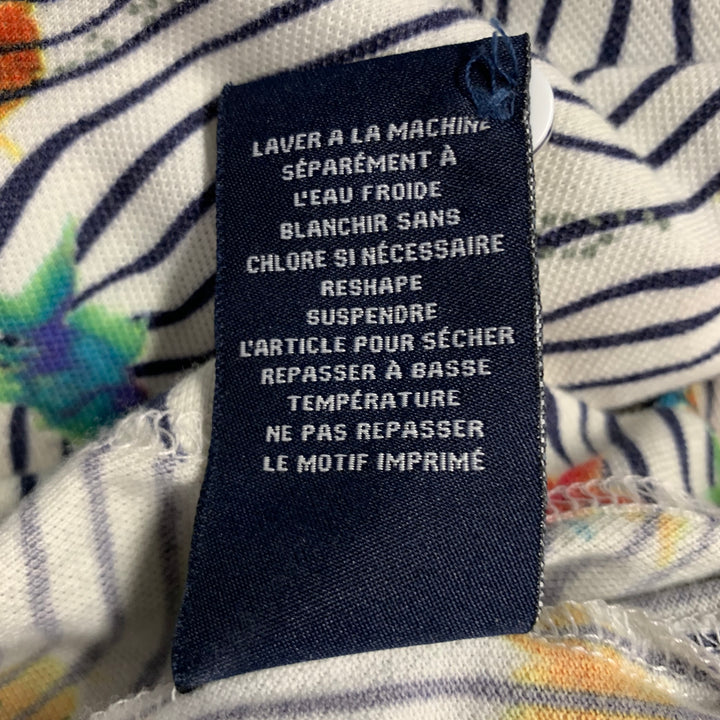 LAVER A LA MACHINE
SÉPARÉMENT À
L'EAU FROIDE
BLANCHIR SANS
CHLORE SI NÉCESSAIRE
RESHAPE
SUSPENDRE
L'ARTICLE POUR SÉCHER
REPASSER À BASSE
TEMPÉRATURE
NE PAS REPASSER
LE MOTIF IMPRIMÉ